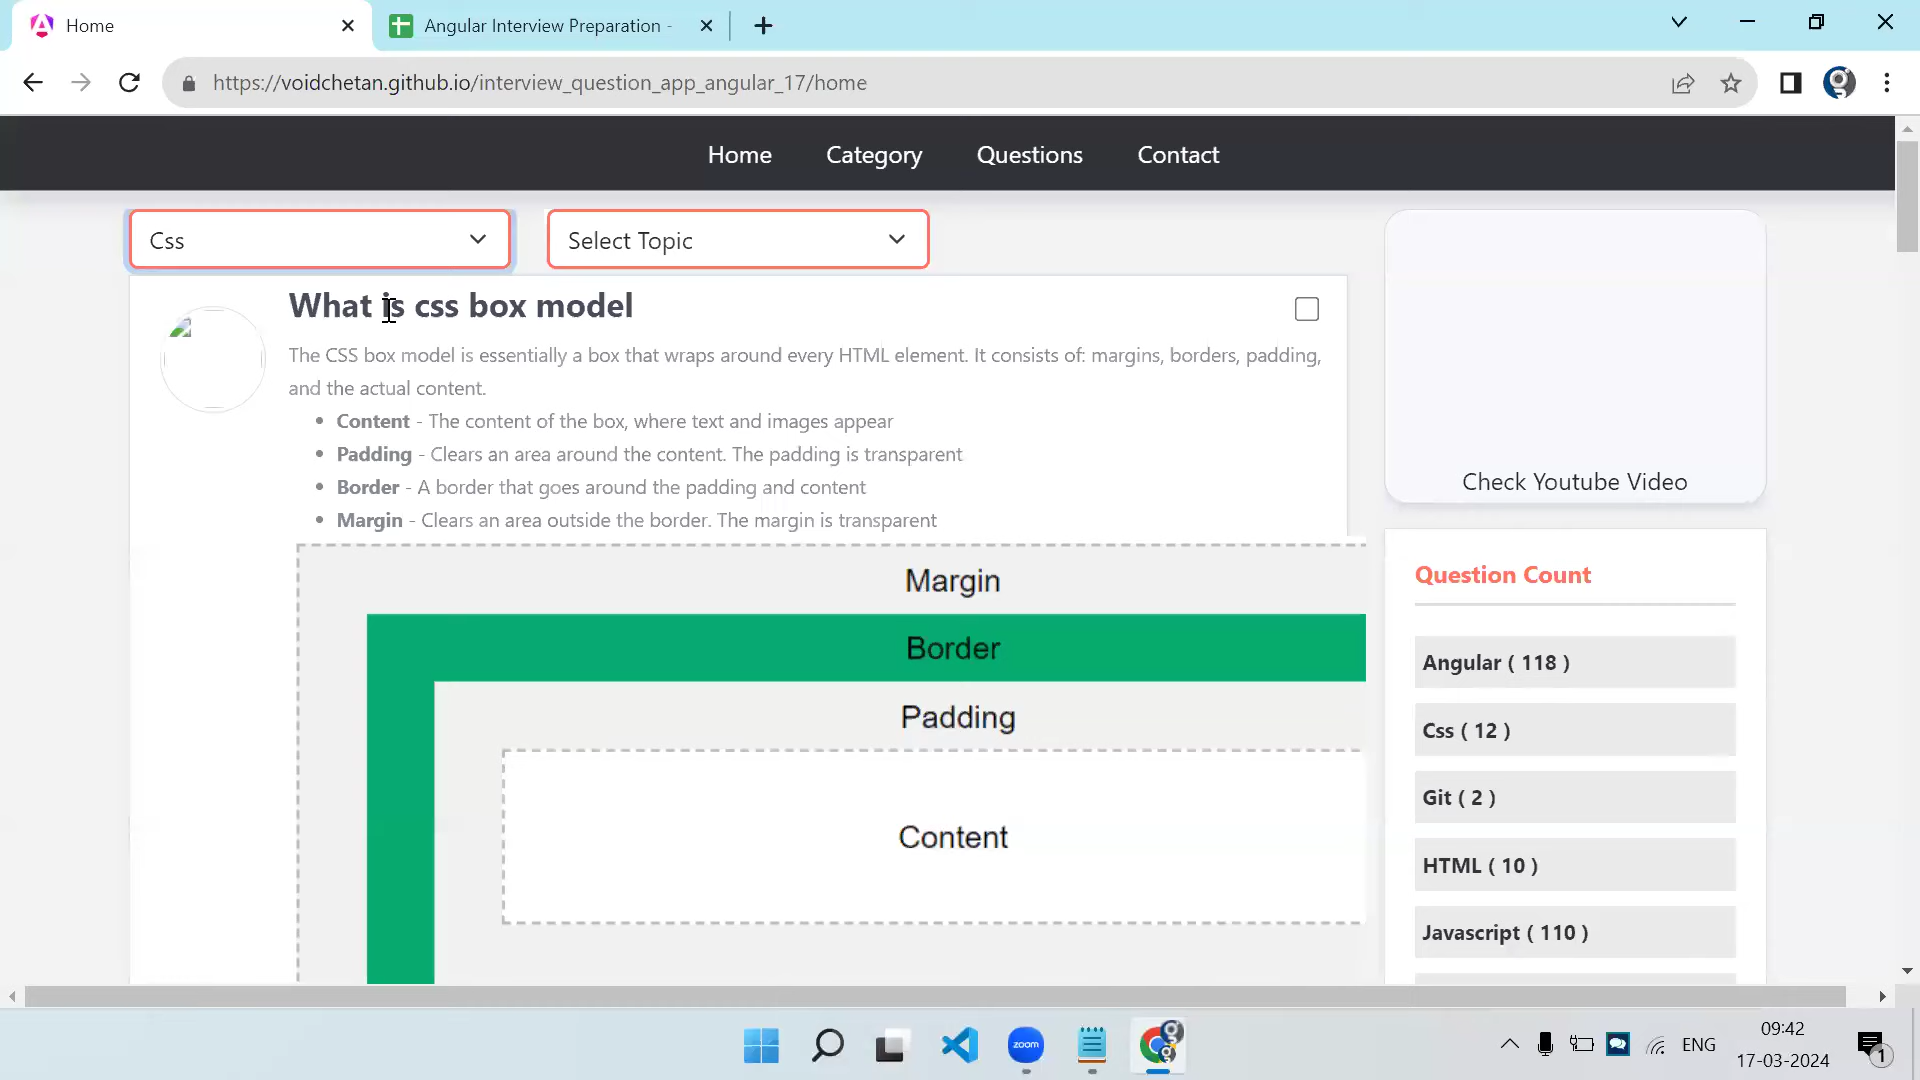 Home
Angular Interview Preparation -
https://voidchetan.github.io/interview_question_app_angular_17/home
Home Category Questions Contact
Css
Select Topic
What is css box model
The CSS box model is essentially a box that wraps around every HTML element. It consists of: margins, borders, padding,
and the actual content.
• Content - The content of the box, where text and images appear
• Padding - Clears an area around the content. The padding is transparent
• Border - A border that goes around the padding and content
• Margin - Clears an area outside the border. The margin is transparent
Margin
Border
Padding
Content
Check Youtube Video
Question Count
Angular ( 118 )
Css ( 12 )
Git ( 2 )
HTML ( 10 )
Javascript ( 110 )
zoom
ENG
09:42
17-03-2024
1